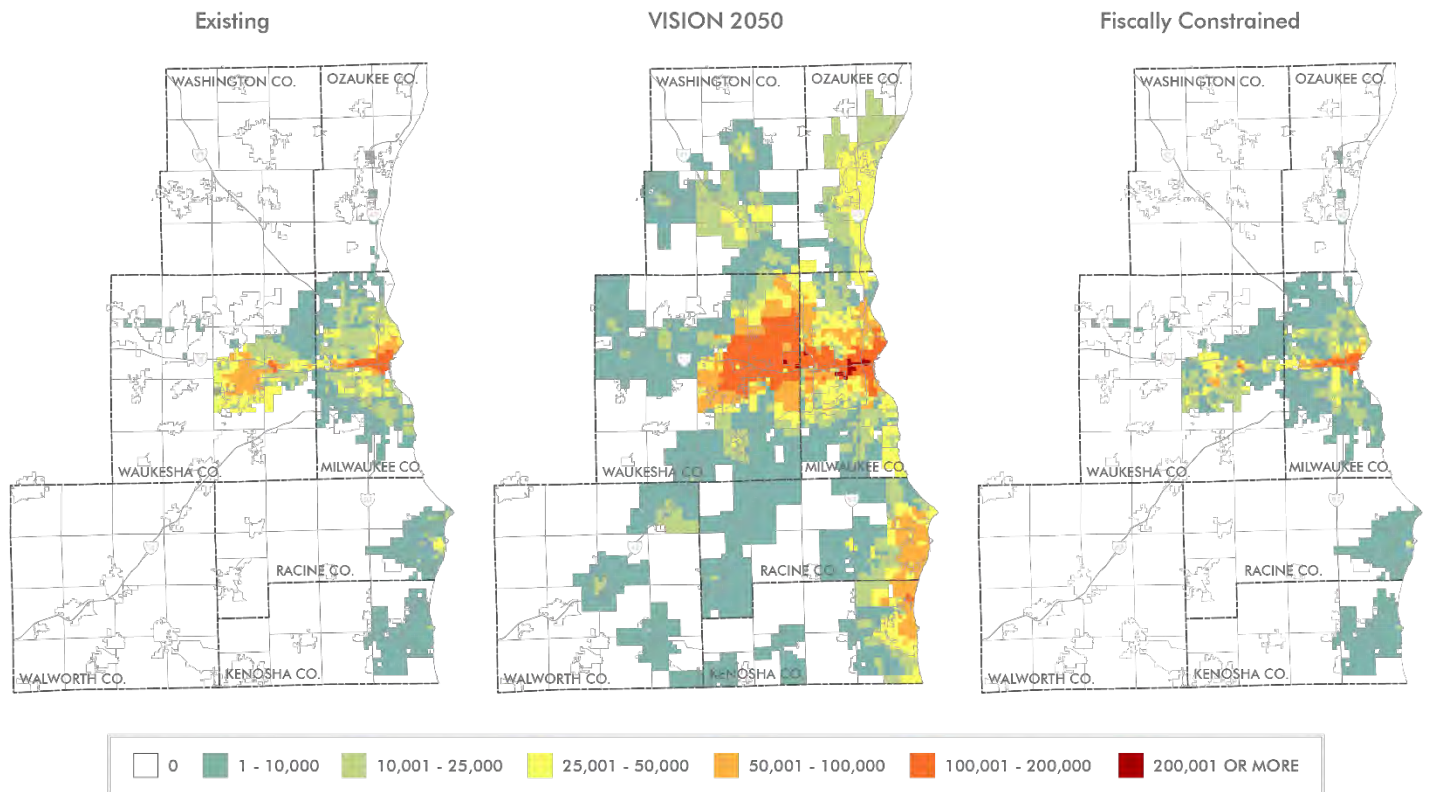 Existing
VISION 2050
Fiscally Constrained
WASHINGTON CO.
OZAUKEE CO.
WAUKESHA CO.
MILWAUKEE CO.
RACINE CO.
WALWORTH CO.
KENOSHA CO.
WASHINGTON CO.
OZAUKEE CO.
WAUKESHA CO.
MILWAUKEE CO.
RACINE CO.
WALWORTH CO.
KENOSHA CO.
WASHINGTON CO.
OZAUKEE CO.
WAUKESHA CO.
MILWAUKEE CO.
RACINE CO.
WALWORTH CO.
KENOSHA CO.
0
1 - 10,000
10,001 - 25,000
25,001 - 50,000
50,001 - 100,000
100,001 - 200,000
200,001 OR MORE